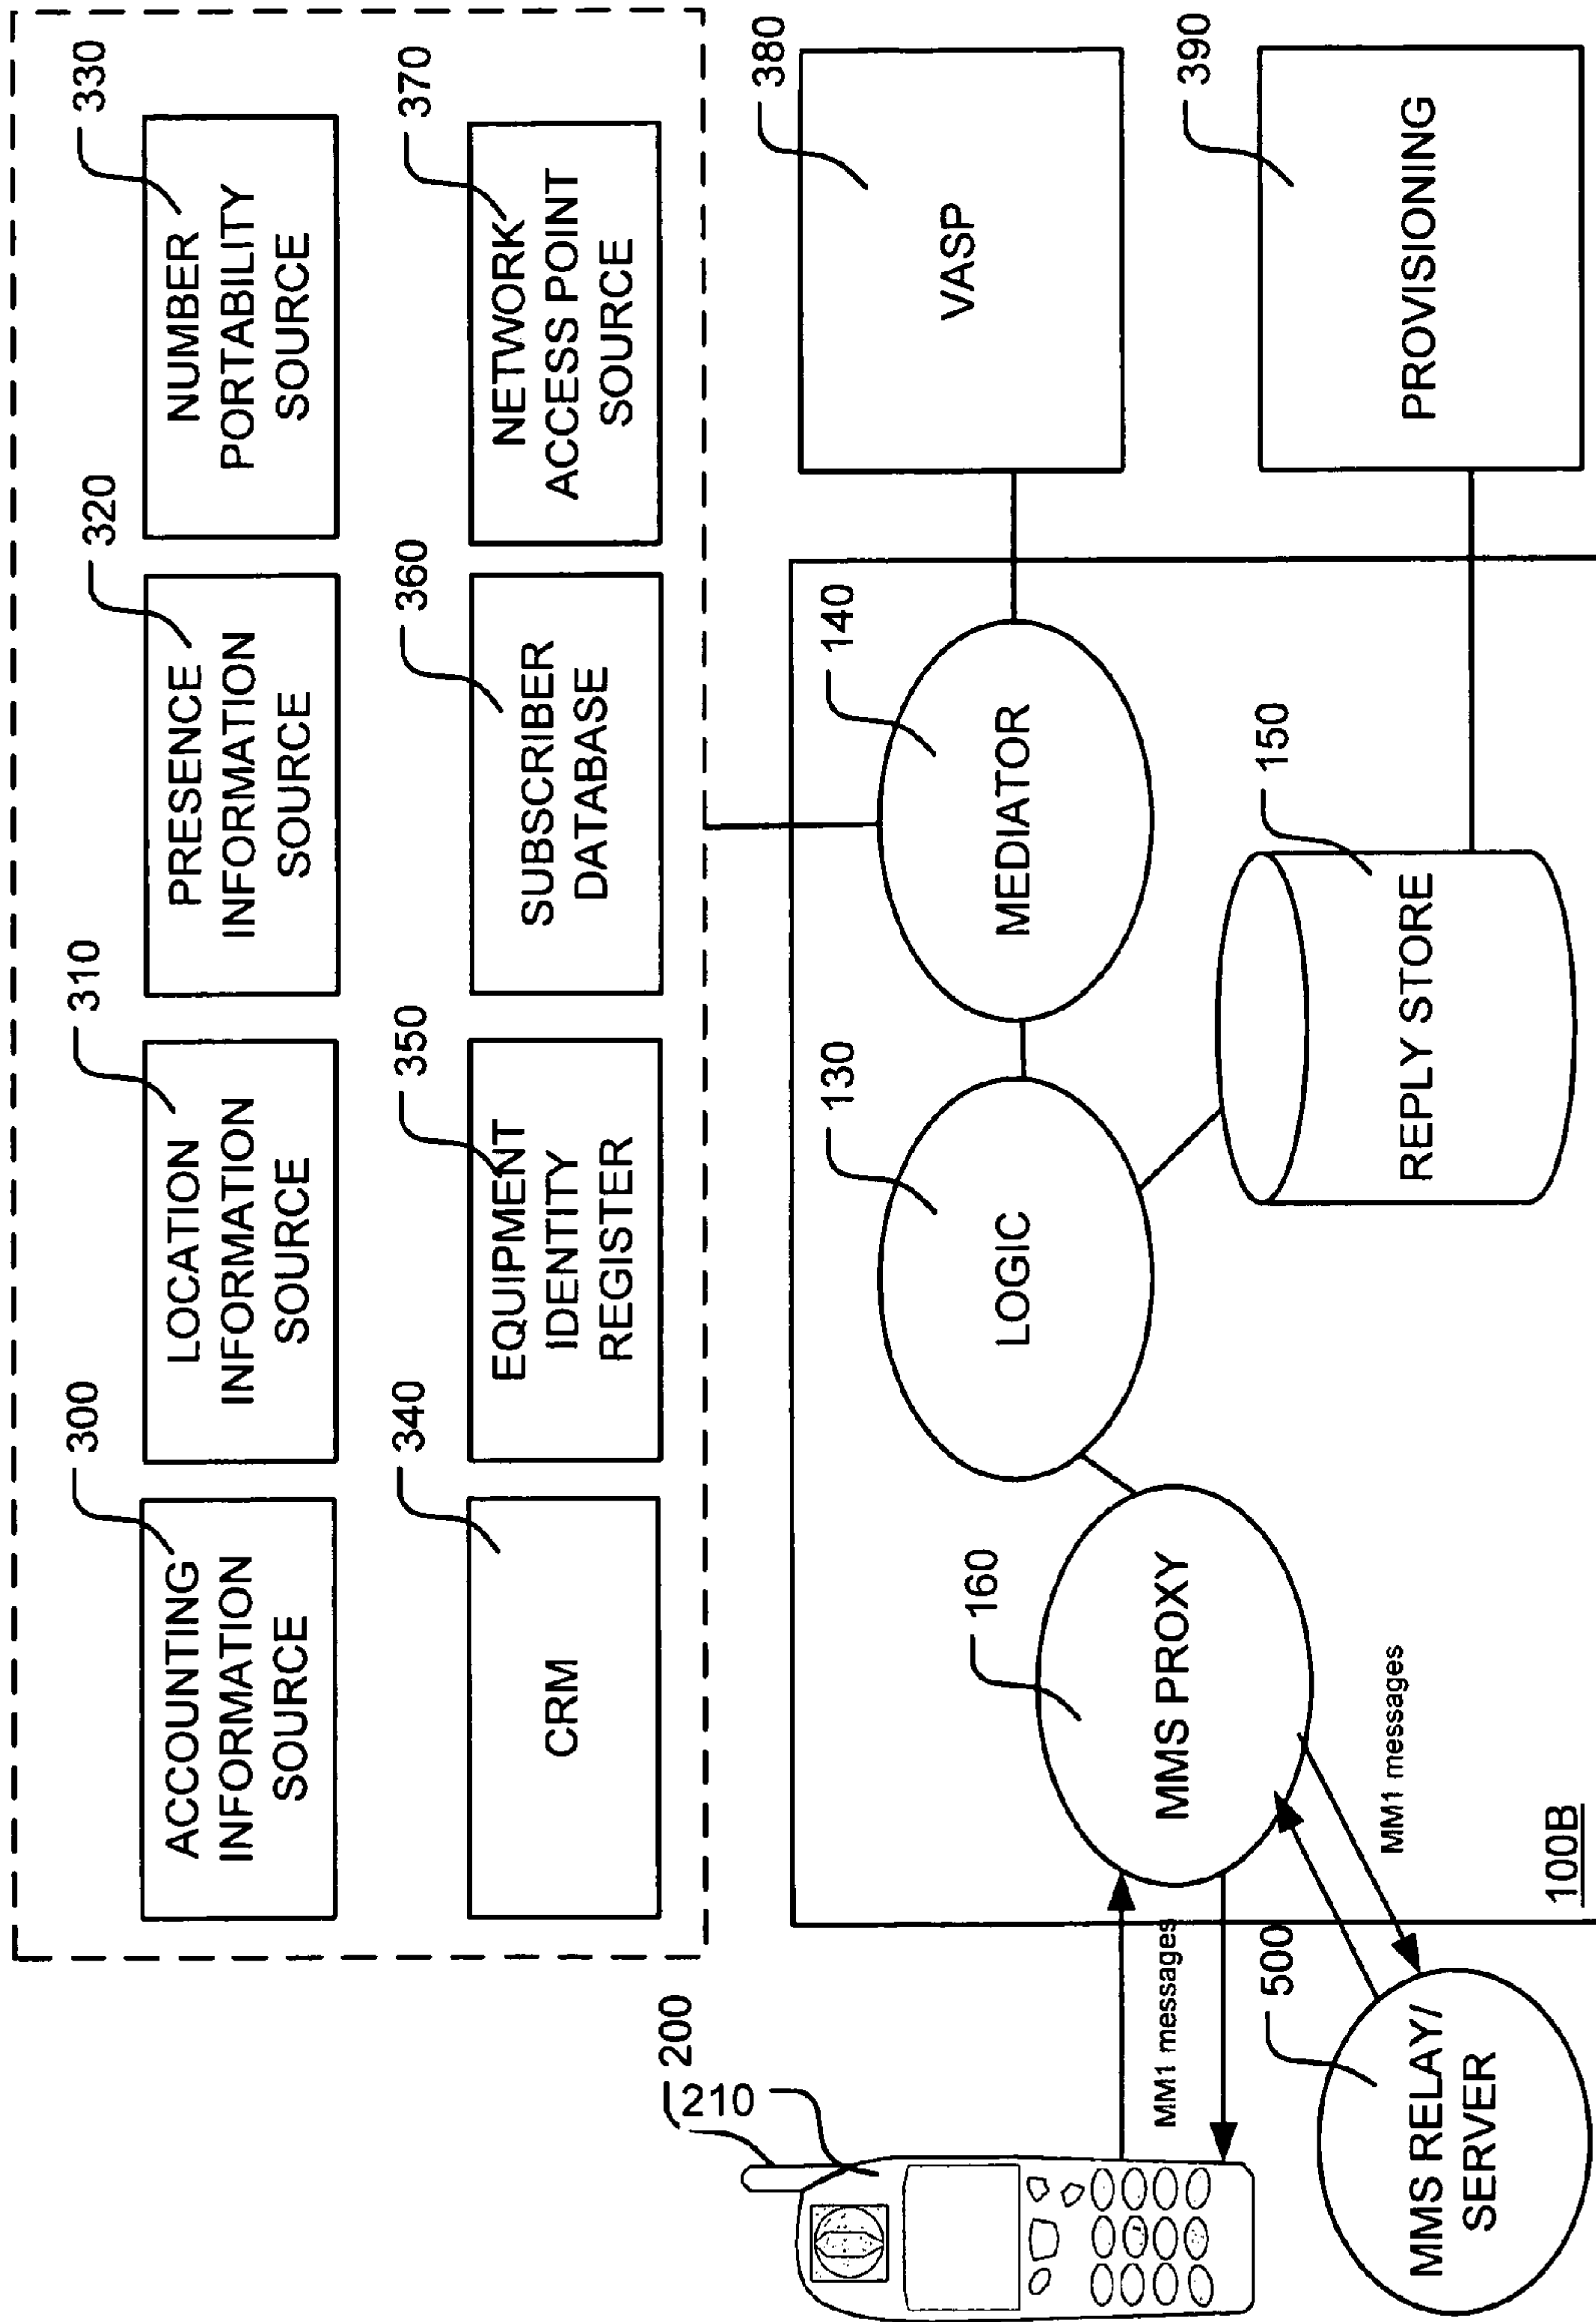 300
ACCOUNTING
INFORMATION
SOURCE
310
LOCATION
INFORMATION
SOURCE
320
PRESENCE
INFORMATION
SOURCE
330
NUMBER
PORTABILITY
SOURCE
340
CRM
350
EQUIPMENT
IDENTITY
REGISTER
360
SUBSCRIBER
DATABASE
370
NETWORK
ACCESS POINT
SOURCE
200
210
MM1 messages
160
MMS PROXY
130
LOGIC
140
MEDIATOR
380
VASP
150
REPLY STORE
390
PROVISIONING
500
MMS RELAY/
SERVER
MM1 messages
100B